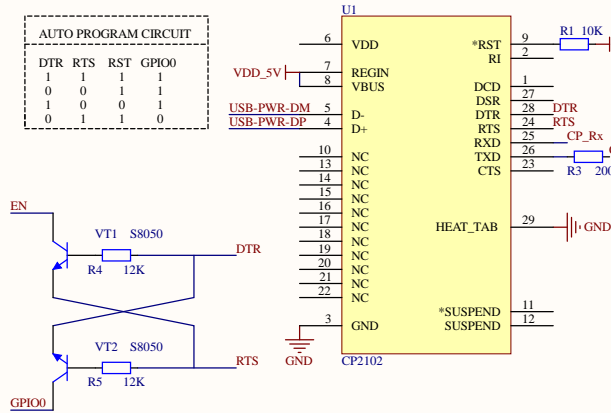 AUTO PROGRAM CIRCUIT
DTR RTS RST GPIO0
1 1 1 1
0 0 1 1
1 0 0 1
0 1 1 0
U1
6 VDD
VDD_5V 7 REGIN
8 VBUS
USB-PWR-DM 5 D-
USB-PWR-DP 4 D+
10 NC
13 NC
14 NC
15 NC
16 NC
17 NC
18 NC
19 NC
20 NC
21 NC
22 NC
3 GND
GND
CP2102
*RST 9 R1 10K
RI 2
DCD 1
DSR 27
DTR 28 DTR
RTS 24 RTS
RXD 25 CP_Rx
TXD 26
CTS 23 R3 200
HEAT_TAB 29 GND
*SUSPEND 11
SUSPEND 12
EN
VT1 S8050
DTR
R4 12K
VT2 S8050
RTS
R5 12K
GPIO0